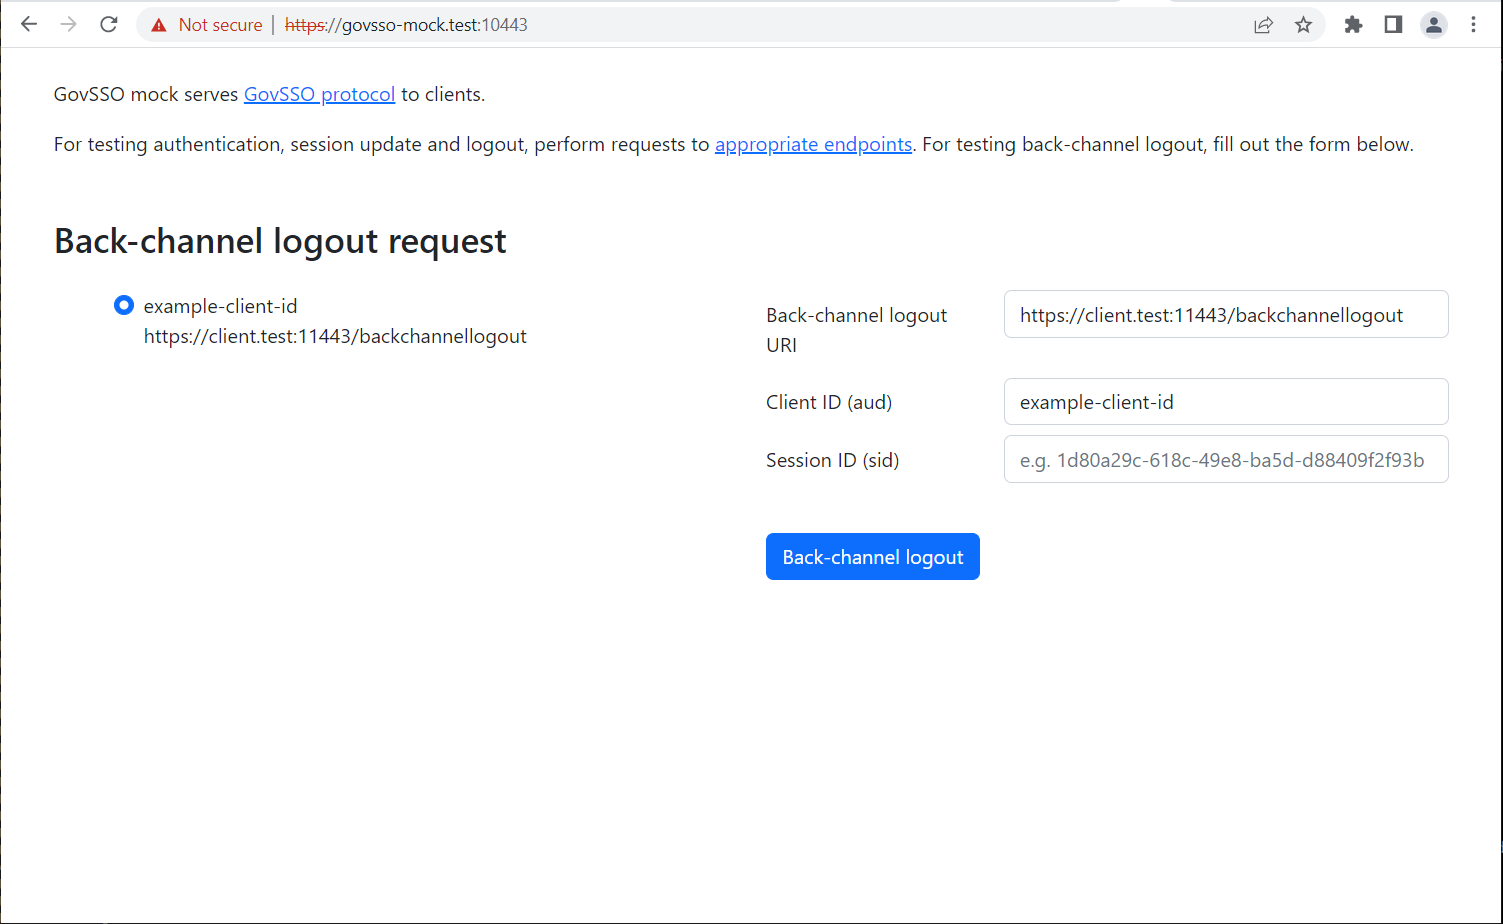 Not secure | https://govsso-mock.test:10443
GovSSO mock serves GovSSO protocol to clients.
For testing authentication, session update and logout, perform requests to appropriate endpoints. For testing back-channel logout, fill out the form below.
Back-channel logout request
example-client-id
https://client.test:11443/backchannellogout
Back-channel logout
URI
https://client.test:11443/backchannellogout
Client ID (aud)
example-client-id
Session ID (sid)
e.g. 1d80a29c-618c-49e8-ba5d-d88409f2f93b
Back-channel logout